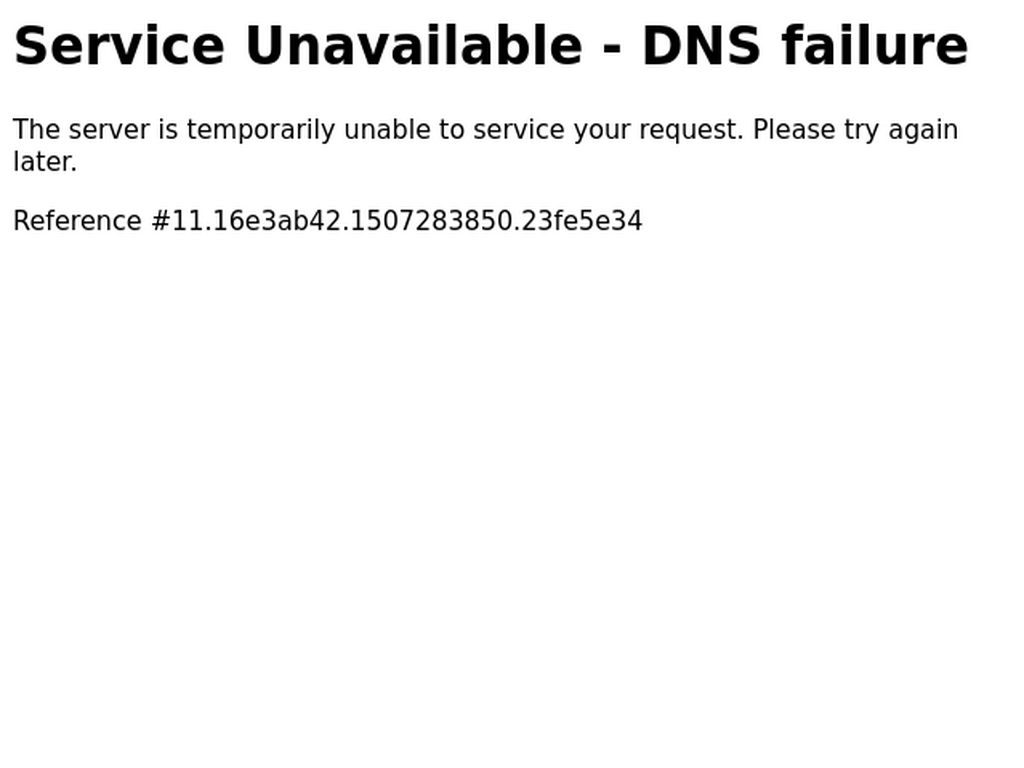 Service Unavailable - DNS failure
The server is temporarily unable to service your request. Please try again
later.
Reference #11.16e3ab42.1507283850.23fe5e34